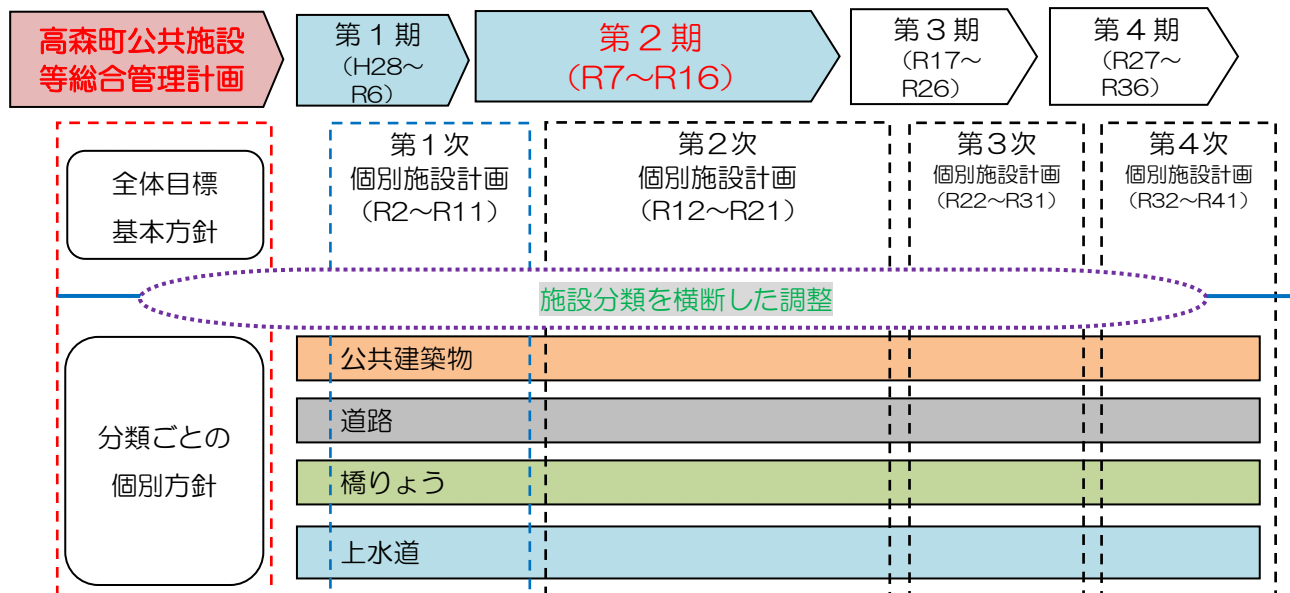 高森町公共施設
等総合管理計画
第１期
（H28～
R6）
第２期
（R7～R16）
第３期
（R17～
R26）
第４期
（R27～
R36）
全体目標
基本方針
第１次
個別施設計画
（R2～R11）
第２次
個別施設計画
（R12～R21）
第３次
個別施設計画
（R22～R31）
第４次
個別施設計画
（R32～R41）
施設分類を横断した調整
分類ごとの
個別方針
公共建築物
道路
橋りょう
上水道